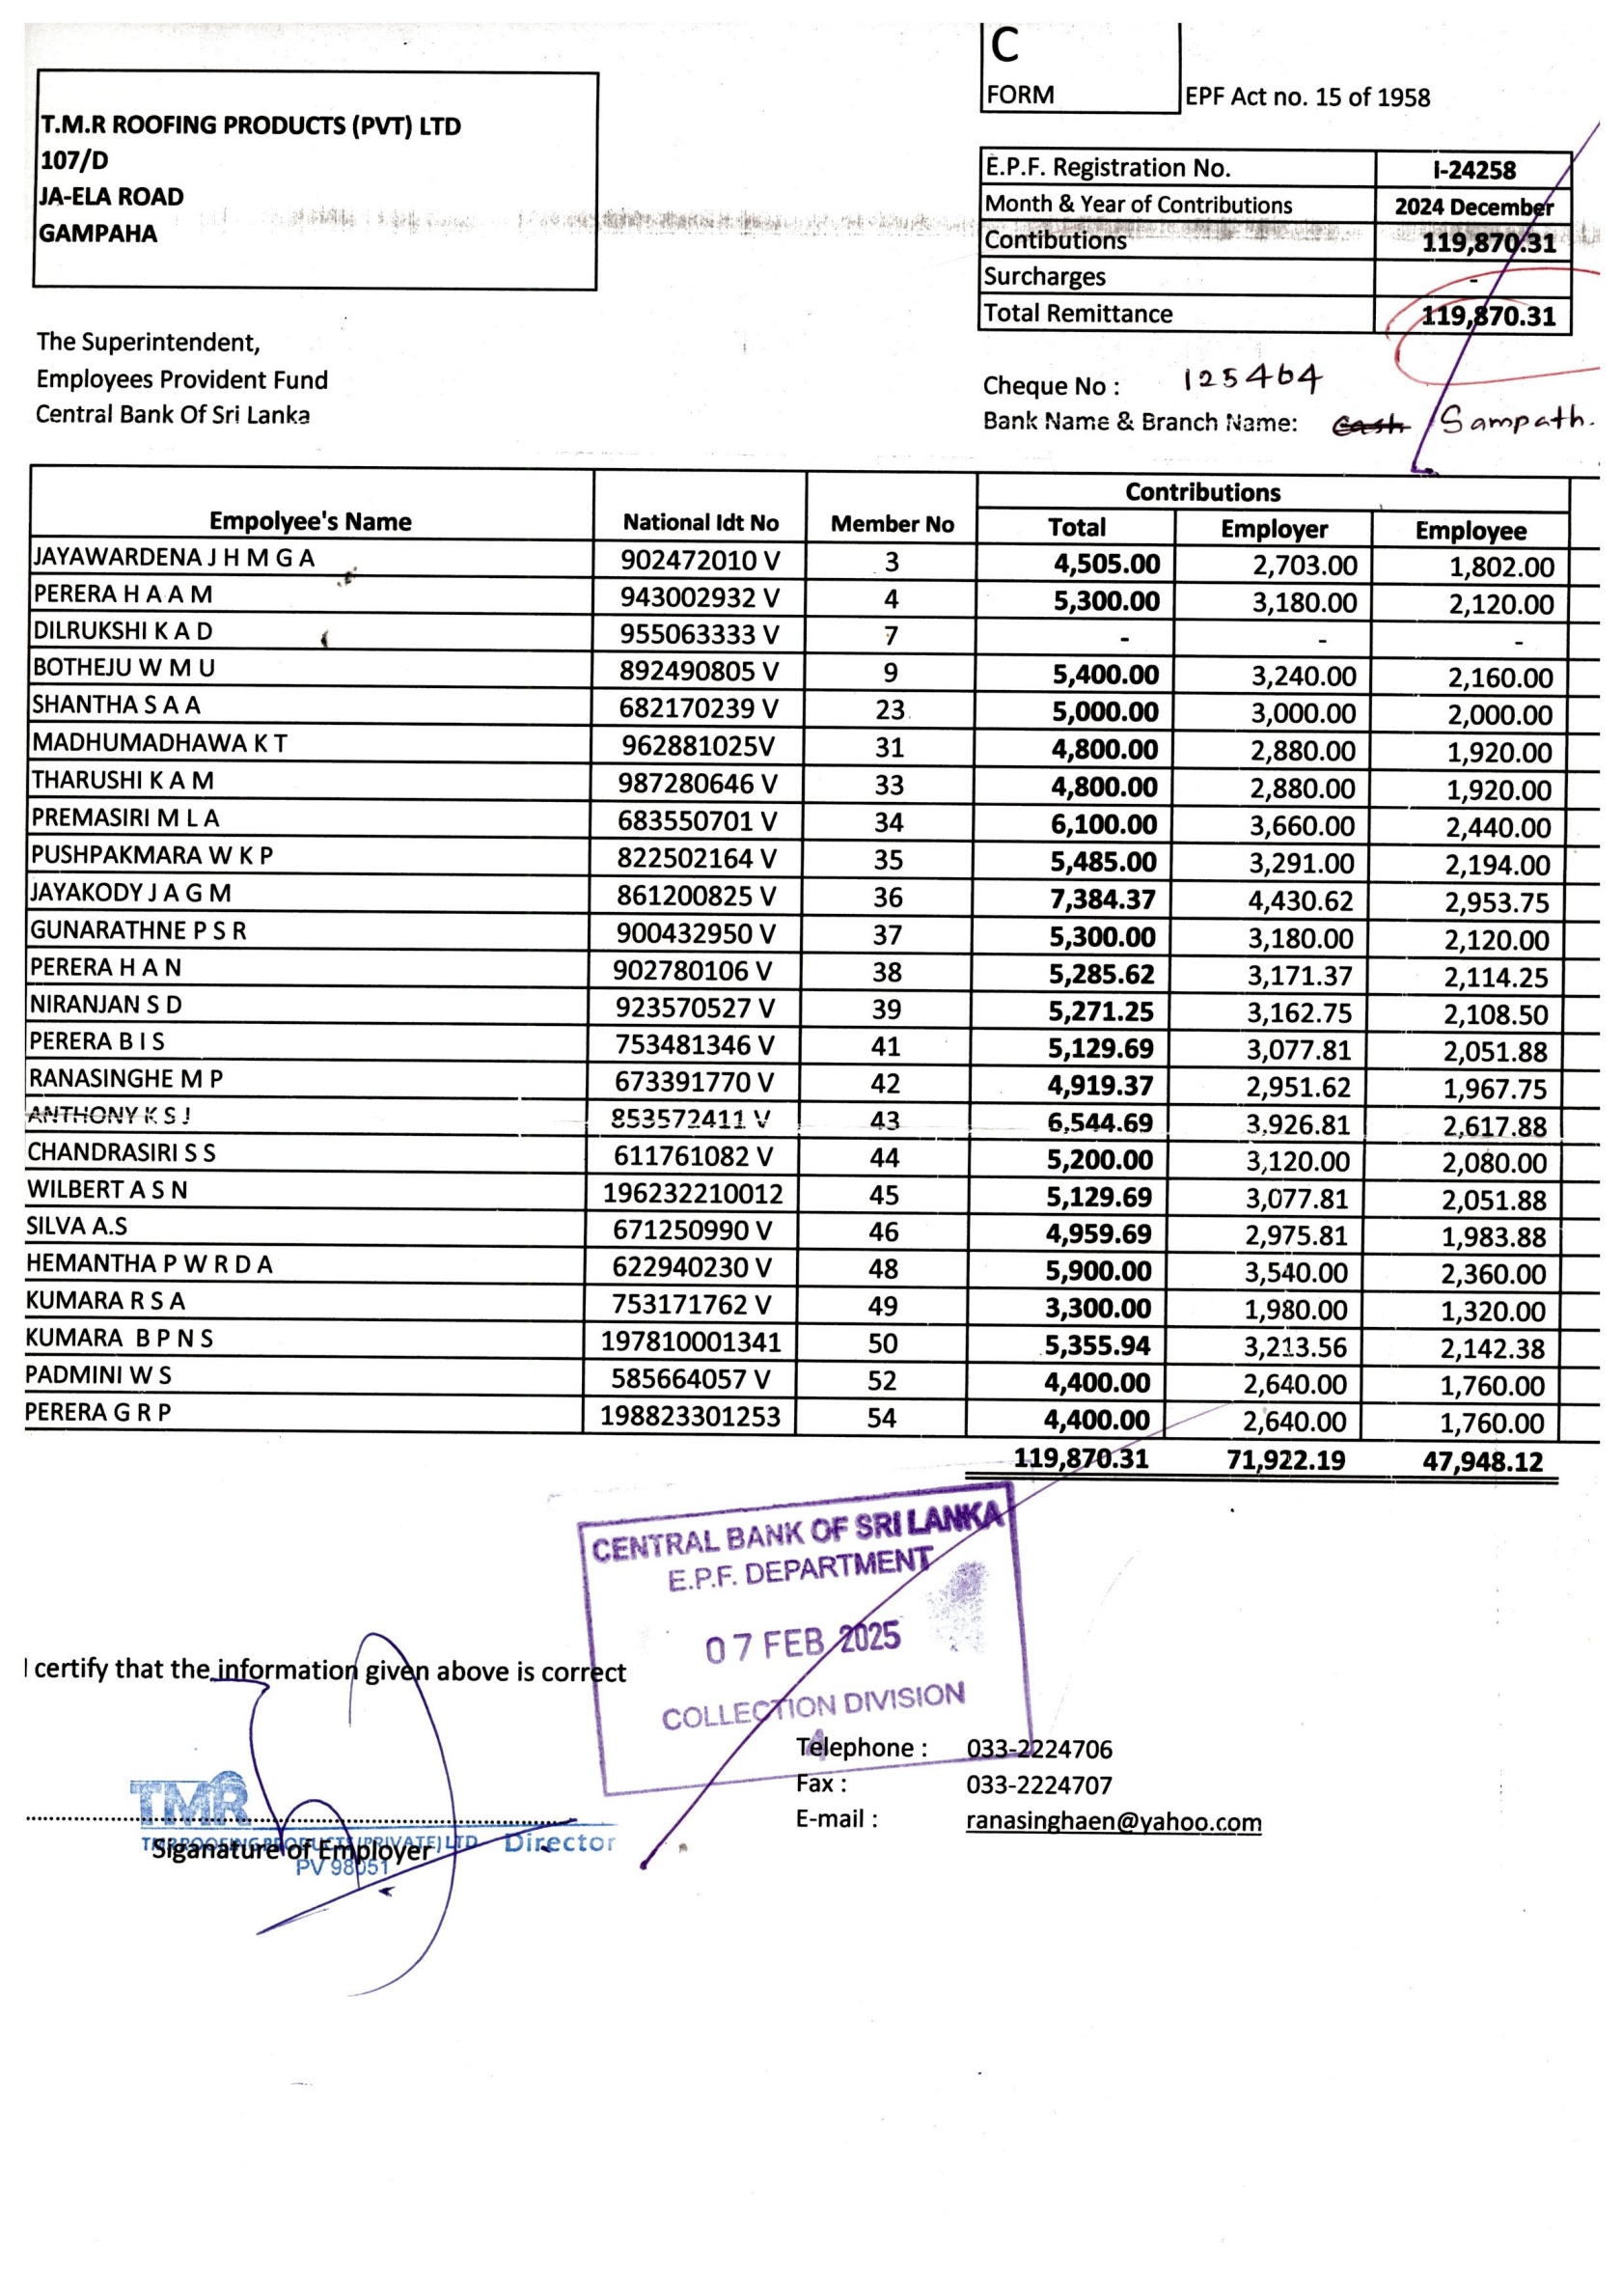 C
FORM
EPF Act no. 15 of 1958
T.M.R ROOFING PRODUCTS (PVT) LTD
107/D
JA-ELA ROAD
GAMPAHA
E.P.F. Registration No. i-24258
Month & Year of Contributions 2024 December
Contibutions 119,870.31
Surcharges -
Total Remittance 119,870.31
The Superintendent,
Employees Provident Fund
Central Bank Of Sri Lanka
Cheque No : 125464
Bank Name & Branch Name: Cash / Sampath.
Contributions
Empolyee's Name National Idt No Member No Total Employer Employee
JAYAWARDENA J H M G A 902472010 V 3 4,505.00 2,703.00 1,802.00
PERERA H A A M 943002932 V 4 5,300.00 3,180.00 2,120.00
DILRUKSHI K A D 955063333 V 7 - - -
BOTHEJU W M U 892490805 V 9 5,400.00 3,240.00 2,160.00
SHANTHA S A A 682170239 V 23 5,000.00 3,000.00 2,000.00
MADHUMADHAWA K T 962881025V 31 4,800.00 2,880.00 1,920.00
THARUSHI K A M 987280646 V 33 4,800.00 2,880.00 1,920.00
PREMASIRI M L A 683550701 V 34 6,100.00 3,660.00 2,440.00
PUSHPAKMARA W K P 822502164 V 35 5,485.00 3,291.00 2,194.00
JAYAKODY J A G M 861200825 V 36 7,384.37 4,430.62 2,953.75
GUNARATHNE P S R 900432950 V 37 5,300.00 3,180.00 2,120.00
PERERA H A N 902780106 V 38 5,285.62 3,171.37 2,114.25
NIRANJAN S D 923570527 V 39 5,271.25 3,162.75 2,108.50
PERERA B I S 753481346 V 41 5,129.69 3,077.81 2,051.88
RANASINGHE M P 673391770 V 42 4,919.37 2,951.62 1,967.75
ANTHONY K S J 853572411 V 43 6,544.69 3,926.81 2,617.88
CHANDRASIRI S S 611761082 V 44 5,200.00 3,120.00 2,080.00
WILBERT A S N 196232210012 45 5,129.69 3,077.81 2,051.88
SILVA A.S 671250990 V 46 4,959.69 2,975.81 1,983.88
HEMANTHA P W R D A 622940230 V 48 5,900.00 3,540.00 2,360.00
KUMARA R S A 753171762 V 49 3,300.00 1,980.00 1,320.00
KUMARA B P N S 197810001341 50 5,355.94 3,213.56 2,142.38
PADMINI W S 585664057 V 52 4,400.00 2,640.00 1,760.00
PERERA G R P 198823301253 54 4,400.00 2,640.00 1,760.00
119,870.31 71,922.19 47,948.12
CENTRAL BANK OF SRI LANKA
E.P.F. DEPARTMENT
07 FEB 2025
COLLECTION DIVISION
4
I certify that the information given above is correct
Telephone : 033-2224706
Fax : 033-2224707
E-mail : ranasinghaen@yahoo.com
TMR
TMR ROOFING PRODUCTS (PRIVATE) LTD Director
Siganature of Employer
PV 98051